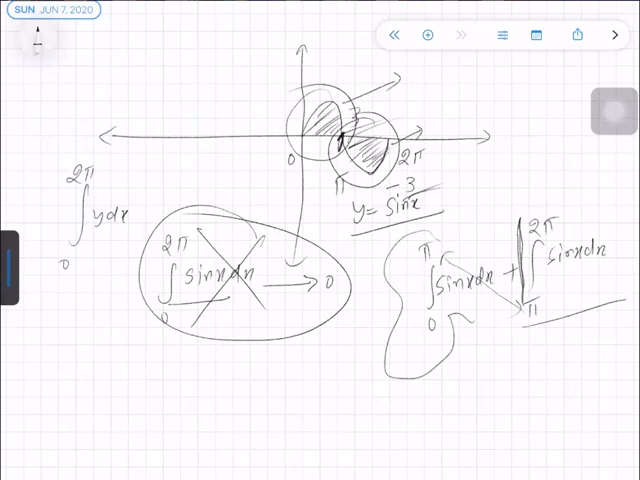 SUN JUN 7, 2020
3
0
π
2π
-3
y = sinx
2π
∫ ydx
0
2π
∫ sinxdx → 0
0
π
∫ sinxdx +
0
2π
∫ sinxdx
π